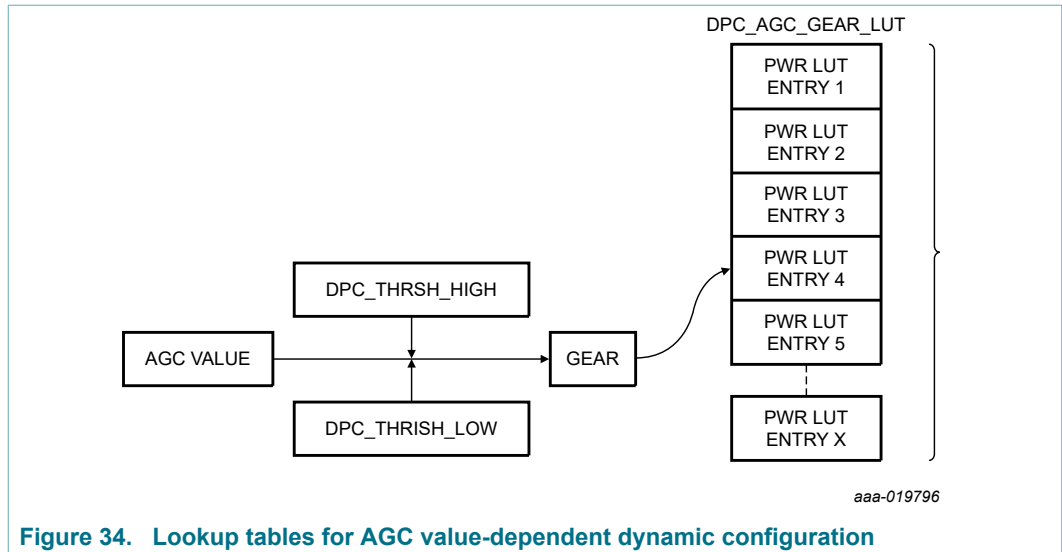 DPC_AGC_GEAR_LUT
PWR LUT
ENTRY 1
PWR LUT
ENTRY 2
PWR LUT
ENTRY 3
PWR LUT
ENTRY 4
PWR LUT
ENTRY 5
PWR LUT
ENTRY X
DPC_THRSH_HIGH
AGC VALUE
GEAR
DPC_THRISH_LOW
aaa-019796
Figure 34. Lookup tables for AGC value-dependent dynamic configuration